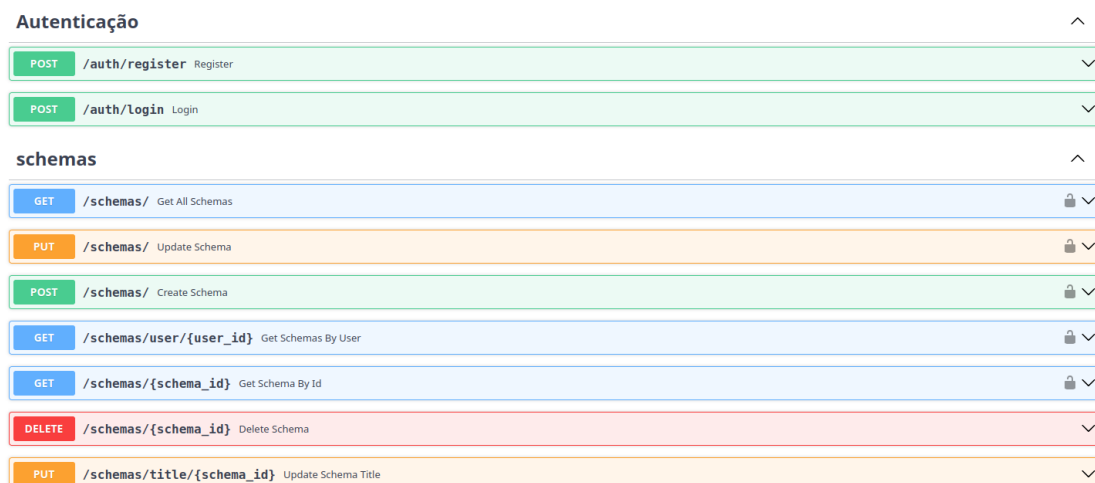 Autenticação
POST /auth/register Register
POST /auth/login Login
schemas
GET /schemas/ Get All Schemas
PUT /schemas/ Update Schema
POST /schemas/ Create Schema
GET /schemas/user/{user_id} Get Schemas By User
GET /schemas/{schema_id} Get Schema By Id
DELETE /schemas/{schema_id} Delete Schema
PUT /schemas/title/{schema_id} Update Schema Title